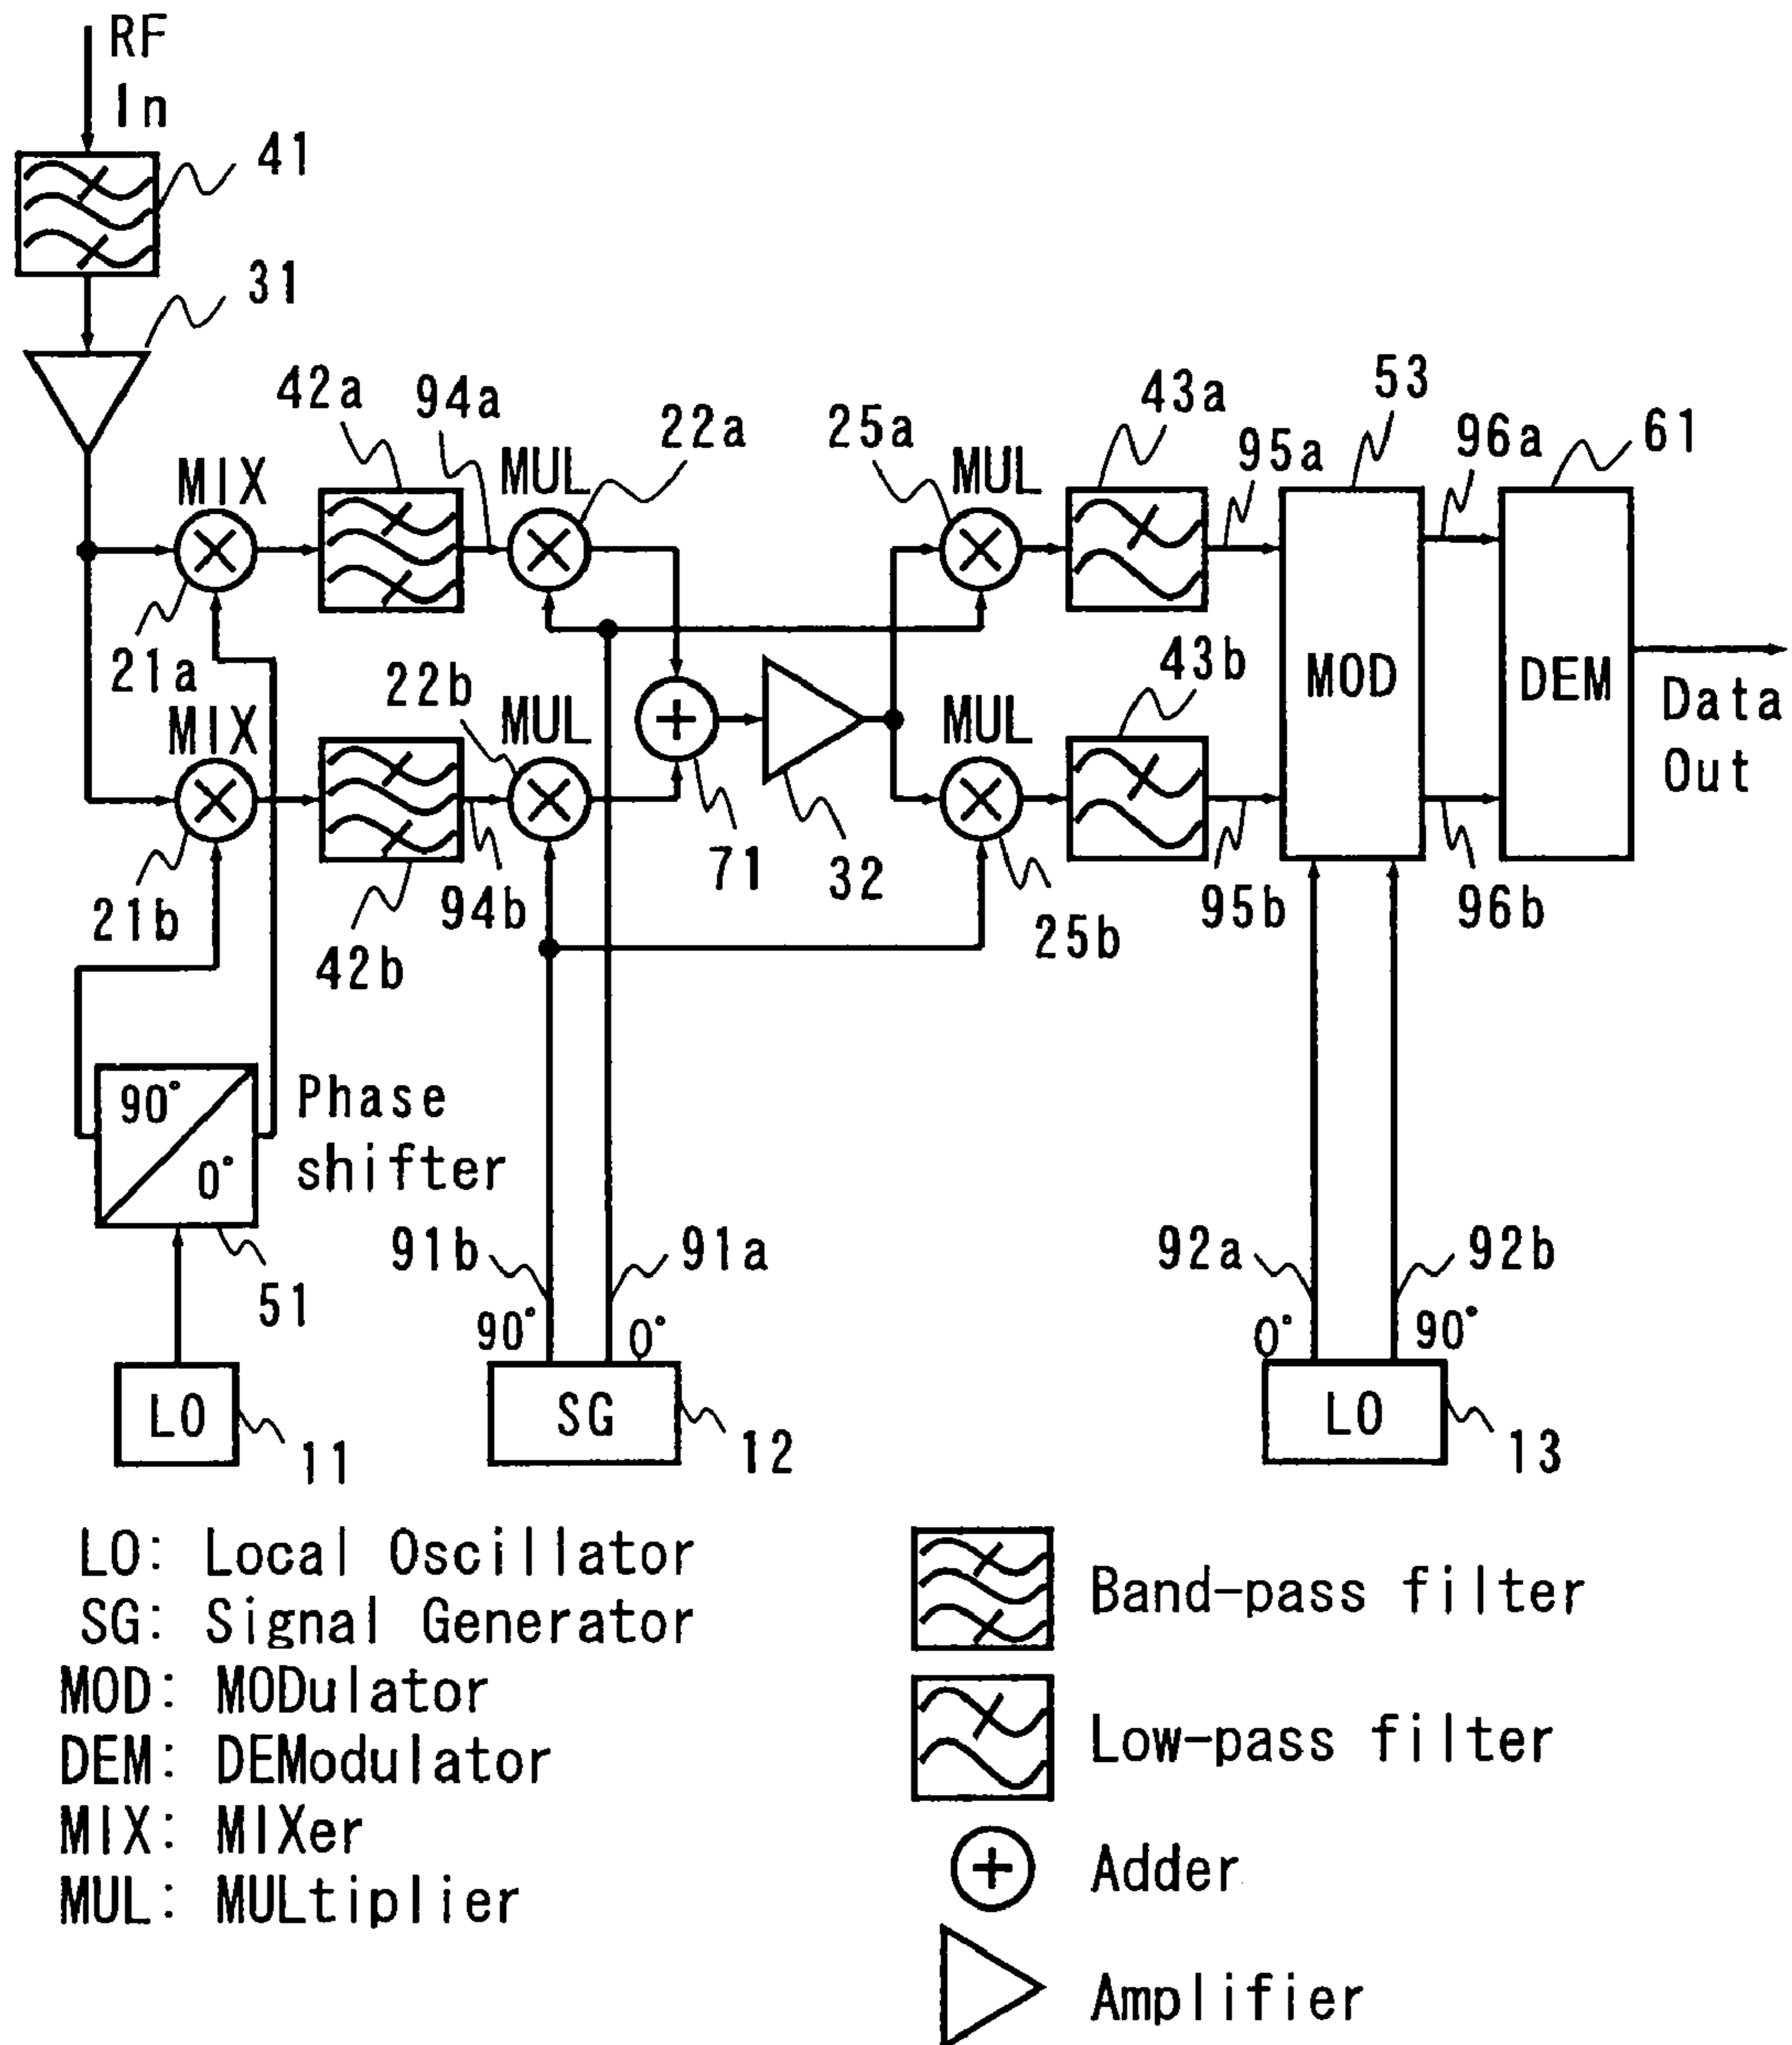 RF
In
41
31
42a
94a
22a
25a
43a
95a
53
96a
61
MIX
MUL
MUL
21a
22b
43b
MOD
DEM
Data
Out
MIX
MUL
MUL
71
32
21b
42b
94b
25b
95b
96b
90°
0°
Phase
shifter
51
91b
91a
92a
92b
90°
0°
0°
90°
LO
11
SG
12
LO
13
LO: Local Oscillator
SG: Signal Generator
MOD: MODulator
DEM: DEModulator
MIX: MIXer
MUL: MULtiplier
Band-pass filter
Low-pass filter
Adder
Amplifier